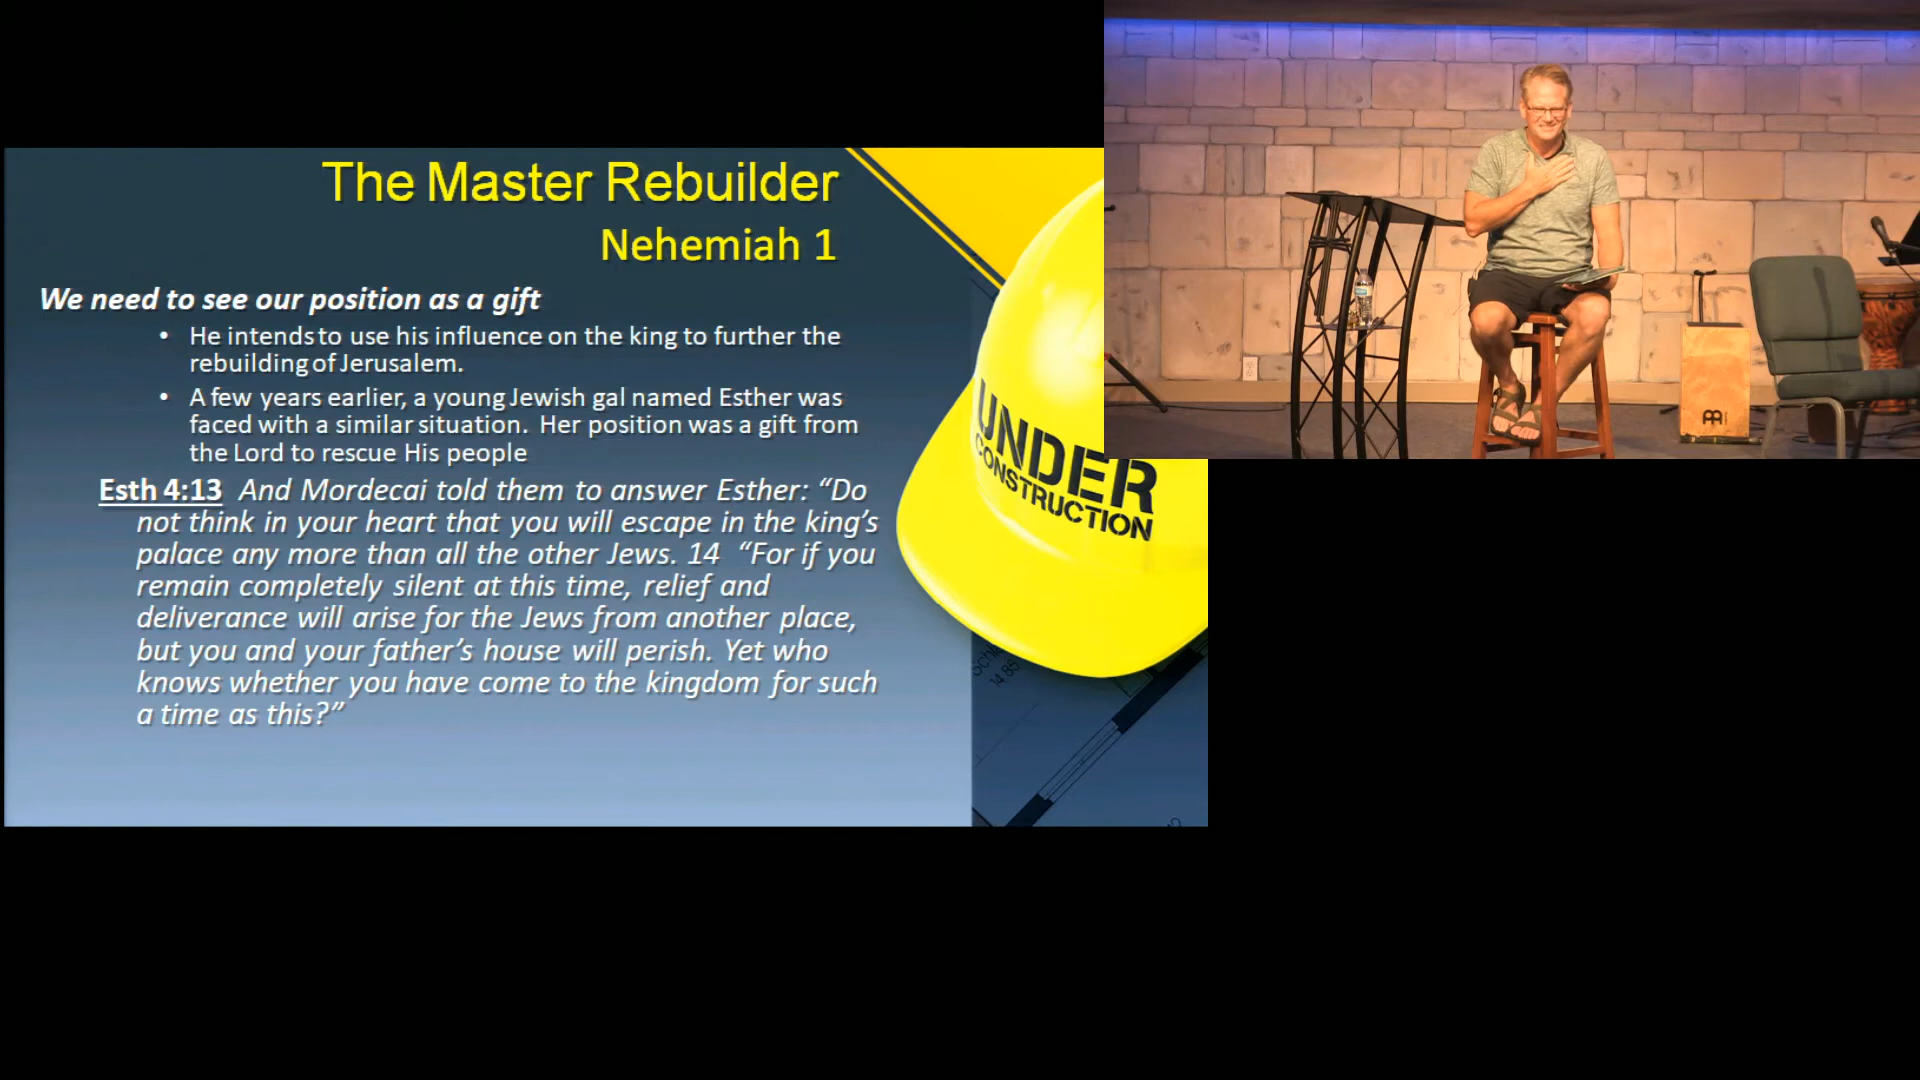 The Master Rebuilder
Nehemiah 1
We need to see our position as a gift
• He intends to use his influence on the king to further the
rebuilding of Jerusalem.
• A few years earlier, a young Jewish gal named Esther was
faced with a similar situation. Her position was a gift from
the Lord to rescue His people
Esth 4:13 And Mordecai told them to answer Esther: “Do
not think in your heart that you will escape in the king’s
palace any more than all the other Jews. 14 “For if you
remain completely silent at this time, relief and
deliverance will arise for the Jews from another place,
but you and your father’s house will perish. Yet who
knows whether you have come to the kingdom for such
a time as this?”
UNDER
CONSTRUCTION
14.85